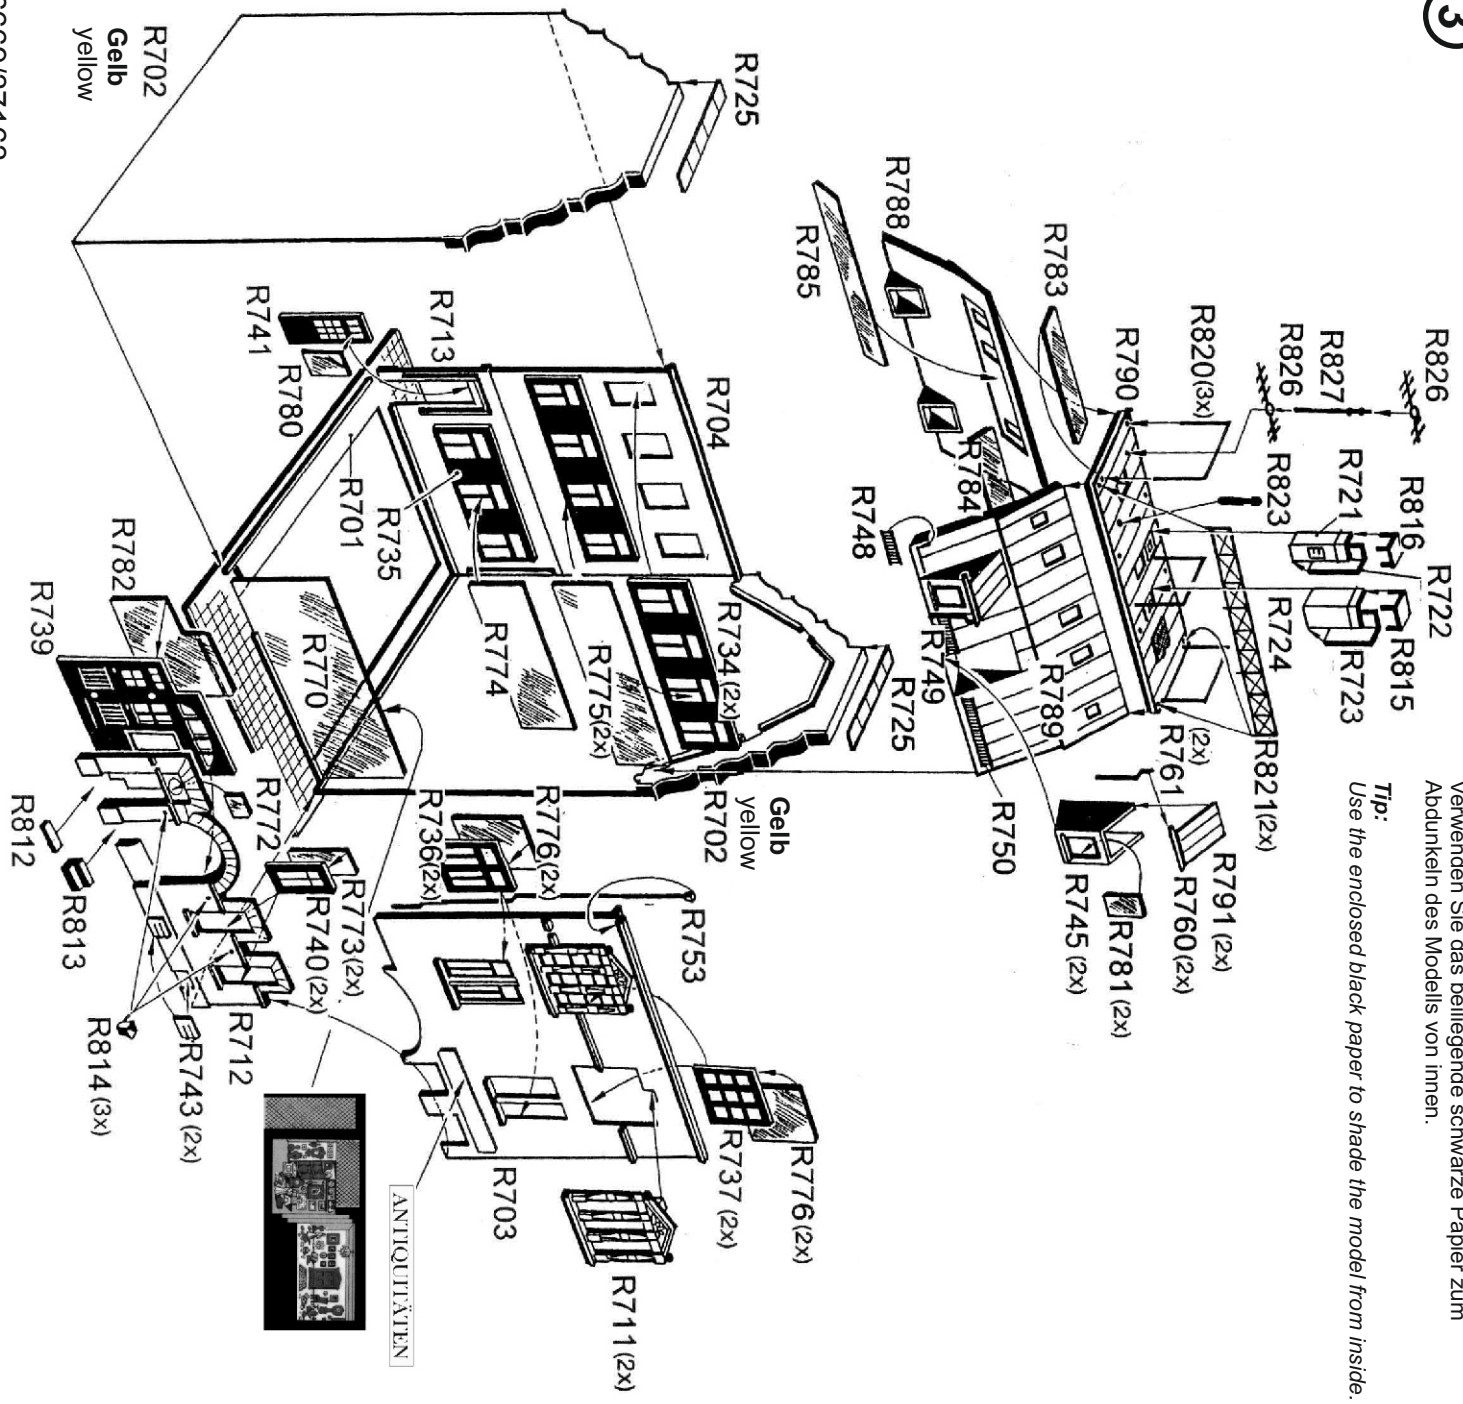 3
Verwenden Sie das beiliegende schwarze Papier zum
Abdunkeln des Modells von innen.
Tip:
Use the enclosed black paper to shade the model from inside.
R826
R827
R826
R820 (3x)
R790
R783
R788
R785
R784
R748
R749
R789
R750
R823
R721
R816
R722
R815
R723
R724
R821 (2x)
(2x)
R761
R791 (2x)
R760 (2x)
R781 (2x)
R745 (2x)
R725
R702
Gelb
yellow
R704
R713
R741
R780
R701
R735
R774
R775 (2x)
R734 (2x)
R725
R702
Gelb
yellow
R782
R739
R770
R772
R812
R813
R773 (2x)
R740 (2x)
R736 (2x)
R776 (2x)
R753
R712
R743 (2x)
R814 (3x)
R703
R737 (2x)
R776 (2x)
R711 (2x)
ANTIQUITÄTEN